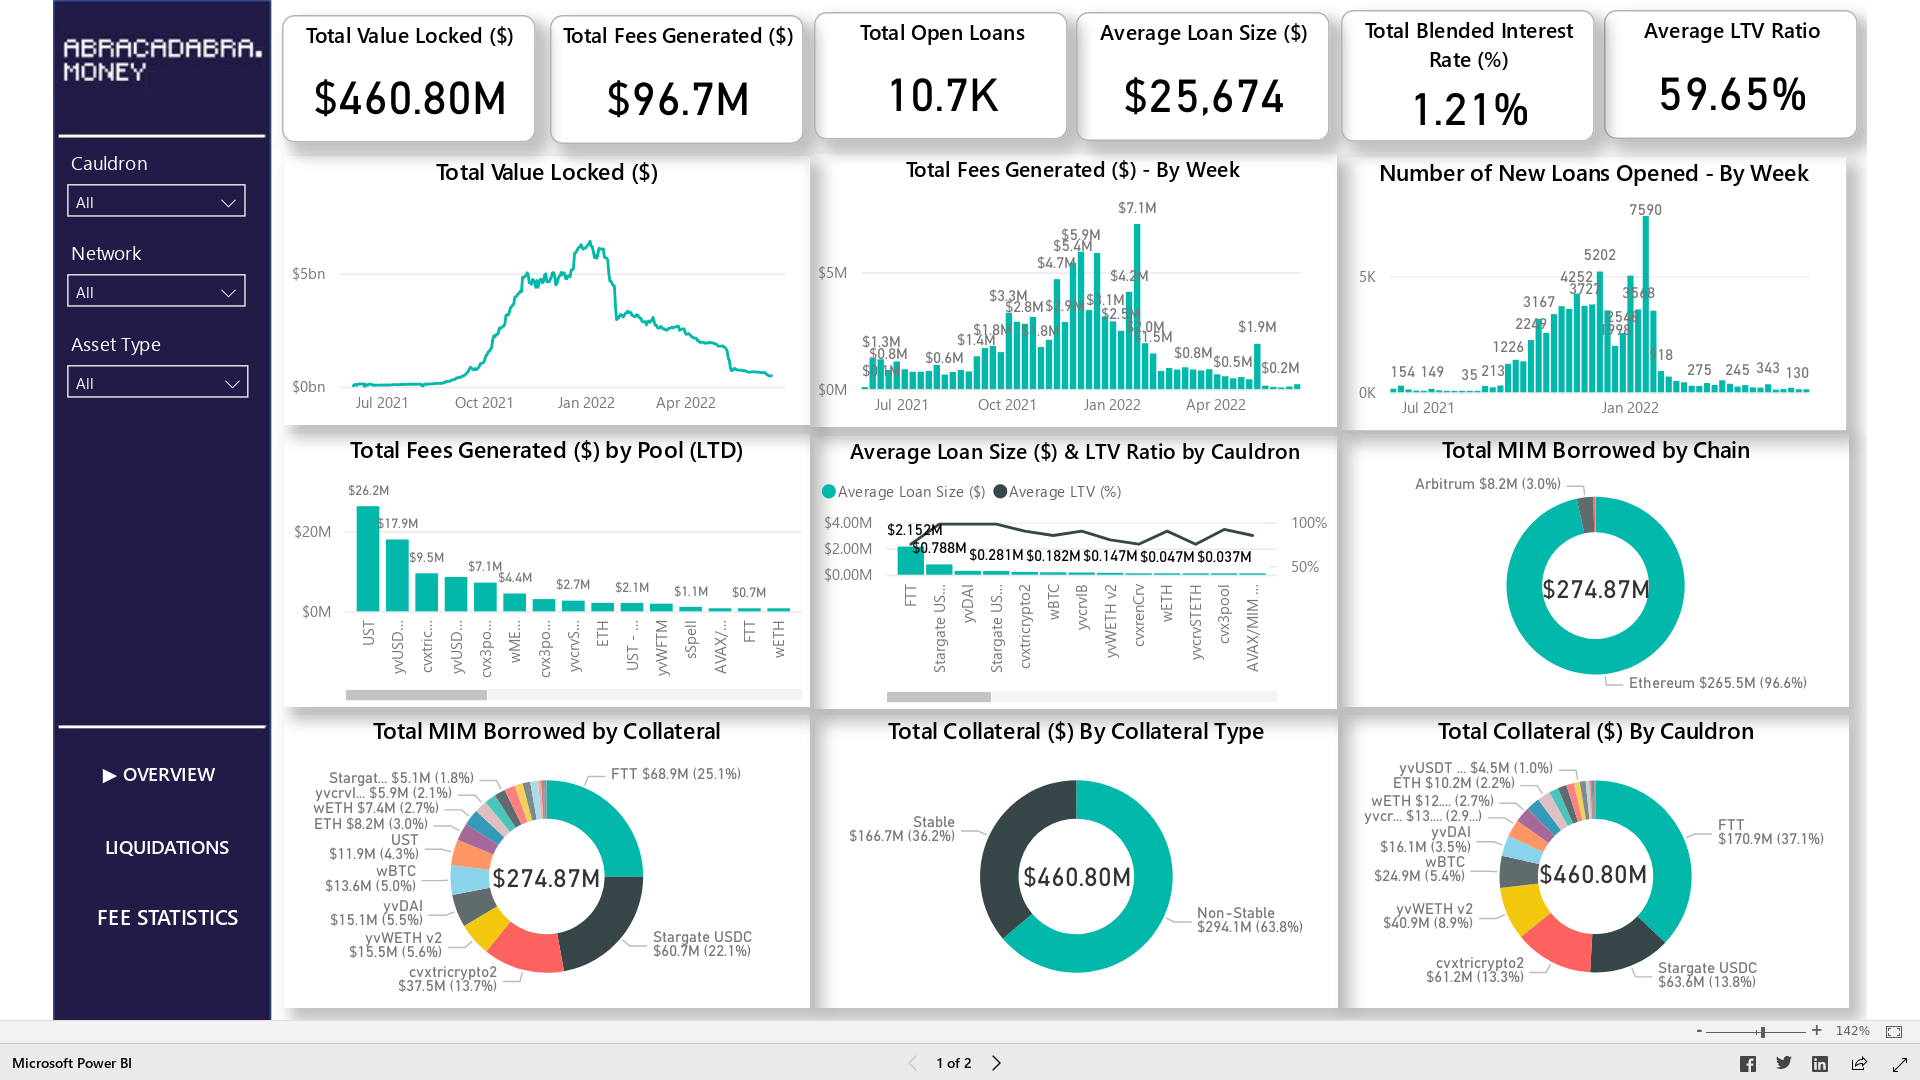 ABRACADABRA.
MONEY
Cauldron
All
Network
All
Asset Type
All
▶ OVERVIEW
LIQUIDATIONS
FEE STATISTICS
Total Value Locked ($)
$460.80M
Total Fees Generated ($)
$96.7M
Total Open Loans
10.7K
Average Loan Size ($)
$25,674
Total Blended Interest
Rate (%)
1.21%
Average LTV Ratio
59.65%
Total Value Locked ($)
$5bn
$0bn
Jul 2021 Oct 2021 Jan 2022 Apr 2022
Total Fees Generated ($) - By Week
$7.1M
$5.9M
$5.4M
$4.7M
$5M
$4.2M
$3.3M
$2.8M $2.9M $3.1M
$2.5M
$1.8M $2.0M $1.9M
$1.4M $1.5M
$1.3M
$0.8M $0.6M $0.8M $0.5M $0.2M
$0M
Jul 2021 Oct 2021 Jan 2022 Apr 2022
Number of New Loans Opened - By Week
7590
5202
5K
4252
3727 3568
3167
2249 2548
1998
1226 918
154 149 35 213 275 245 343 130
0K
Jul 2021 Jan 2022
Total Fees Generated ($) by Pool (LTD)
$26.2M
$17.9M
$20M
$9.5M
$7.1M
$4.4M
$2.7M $2.1M $1.1M $0.7M
$0M
UST yvUSD... cvxtric... yvUSD... cvx3po... wME... cvx3po... yvcrvS... ETH UST - ... yvWFTM sSpell AVAX/... FTT wETH
Average Loan Size ($) & LTV Ratio by Cauldron
Average Loan Size ($) Average LTV (%)
$4.00M 100%
$2.152M
$2.00M $0.788M $0.281M $0.182M $0.147M $0.047M $0.037M
$0.00M 50%
FTT Stargate US... yvDAI Stargate US... cvxtricrypto2 wBTC yvcrvIB yvWETH v2 cvxrenCrv wETH yvcrvSTETH cvx3pool AVAX/MIM ...
Total MIM Borrowed by Chain
Arbitrum $8.2M (3.0%)
$274.87M
Ethereum $265.5M (96.6%)
Total MIM Borrowed by Collateral
Stargat... $5.1M (1.8%)
FTT $68.9M (25.1%)
yvcrvI... $5.9M (2.1%)
wETH $7.4M (2.7%)
ETH $8.2M (3.0%)
UST
$11.9M (4.3%)
wBTC
$13.6M (5.0%)
$274.87M
yvDAI
$15.1M (5.5%)
yvWETH v2
$15.5M (5.6%)
Stargate USDC
$60.7M (22.1%)
cvxtricrypto2
$37.5M (13.7%)
Total Collateral ($) By Collateral Type
Stable
$166.7M (36.2%)
$460.80M
Non-Stable
$294.1M (63.8%)
Total Collateral ($) By Cauldron
yvUSDT ... $4.5M (1.0%)
ETH $10.2M (2.2%)
wETH $12.... (2.7%)
yvcr... $13.... (2.9...)
FTT
$170.9M (37.1%)
yvDAI
$16.1M (3.5%)
wBTC
$24.9M (5.4%)
$460.80M
yvWETH v2
$40.9M (8.9%)
cvxtricrypto2
$61.2M (13.3%)
Stargate USDC
$63.6M (13.8%)
- + 142%
Microsoft Power BI
1 of 2